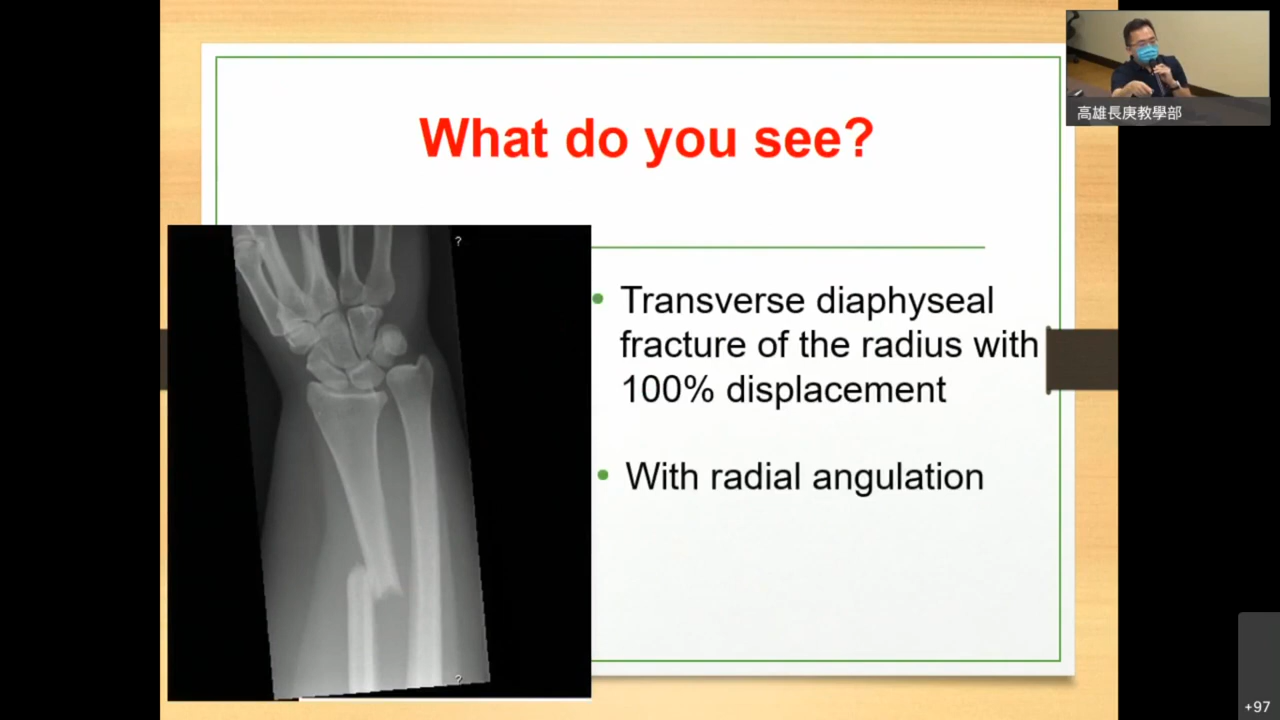 What do you see?
高雄長庚教學部
?
• Transverse diaphyseal
fracture of the radius with
100% displacement
• With radial angulation
?
+97